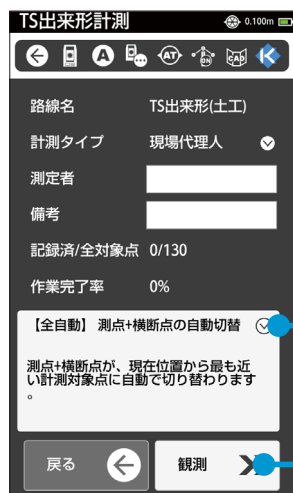 TS出来形計測 0.100m
A AT ON CAD
路線名 TS出来形(土工)
計測タイプ 現場代理人
測定者
備考
記録済/全対象点 0/130
作業完了率 0%
【全自動】 測点+横断点の自動切替
測点+横断点が、現在位置から最も近
い計測対象点に自動で切り替わります
。
戻る 観測